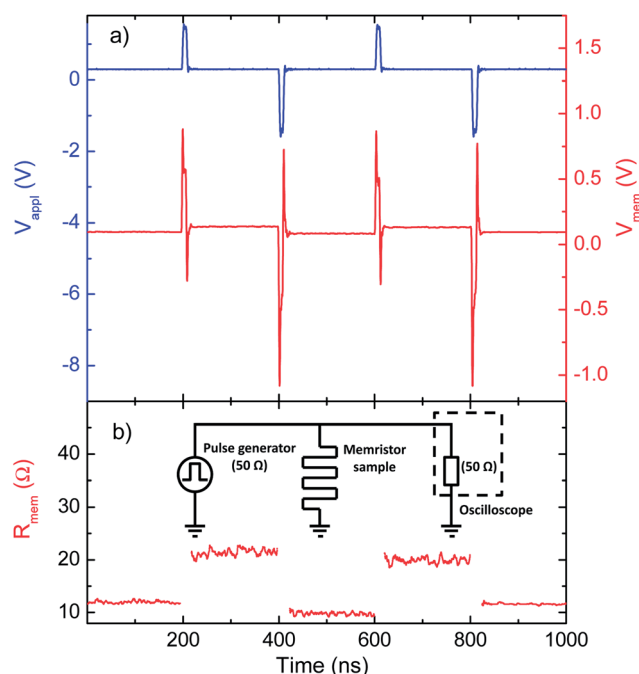 a)
0
-2
-4
-6
-8
V_appl (V)
1.5
1.0
0.5
0.0
-0.5
-1.0
V_mem (V)
b)
Pulse generator
(50 Ω)
Memristor
sample
(50 Ω)
Oscilloscope
40
30
20
10
R_mem (Ω)
200 400 600 800 1000
Time (ns)